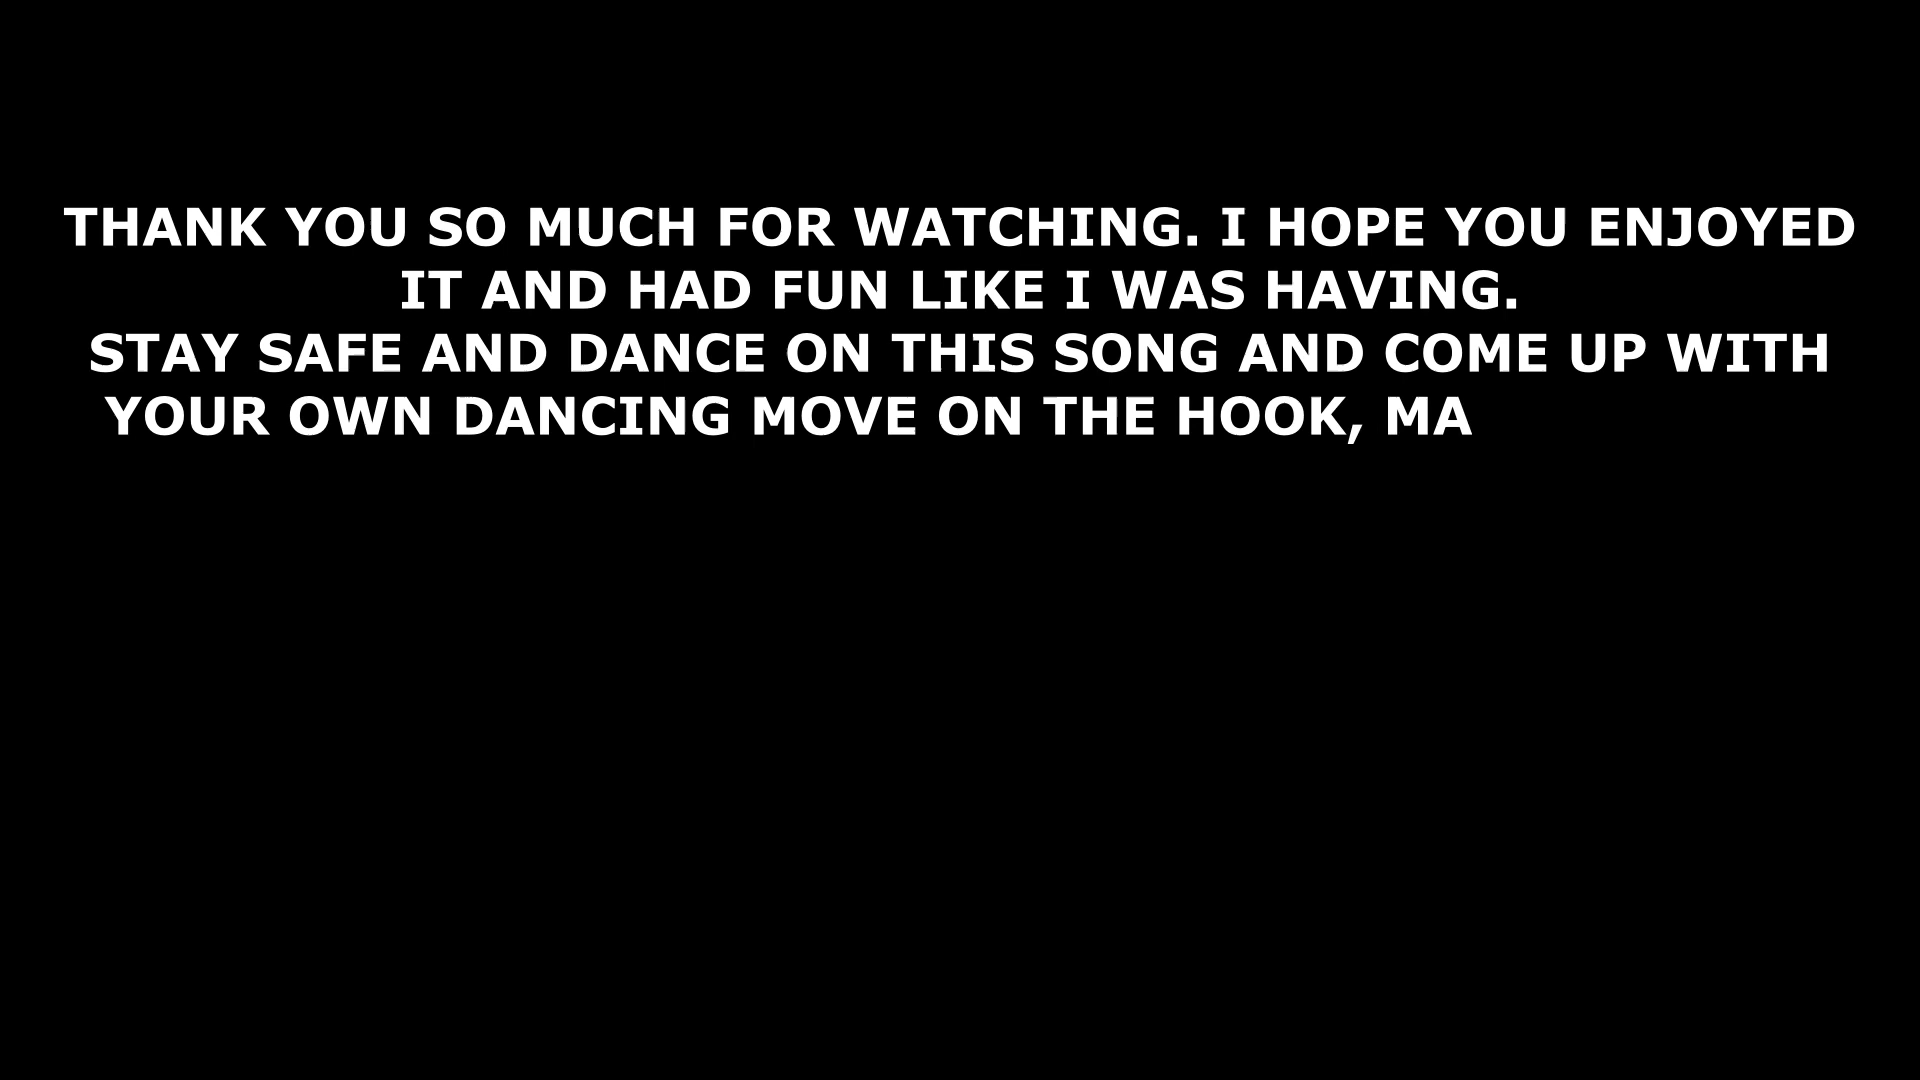 THANK YOU SO MUCH FOR WATCHING. I HOPE YOU ENJOYED
IT AND HAD FUN LIKE I WAS HAVING.
STAY SAFE AND DANCE ON THIS SONG AND COME UP WITH
YOUR OWN DANCING MOVE ON THE HOOK, MA